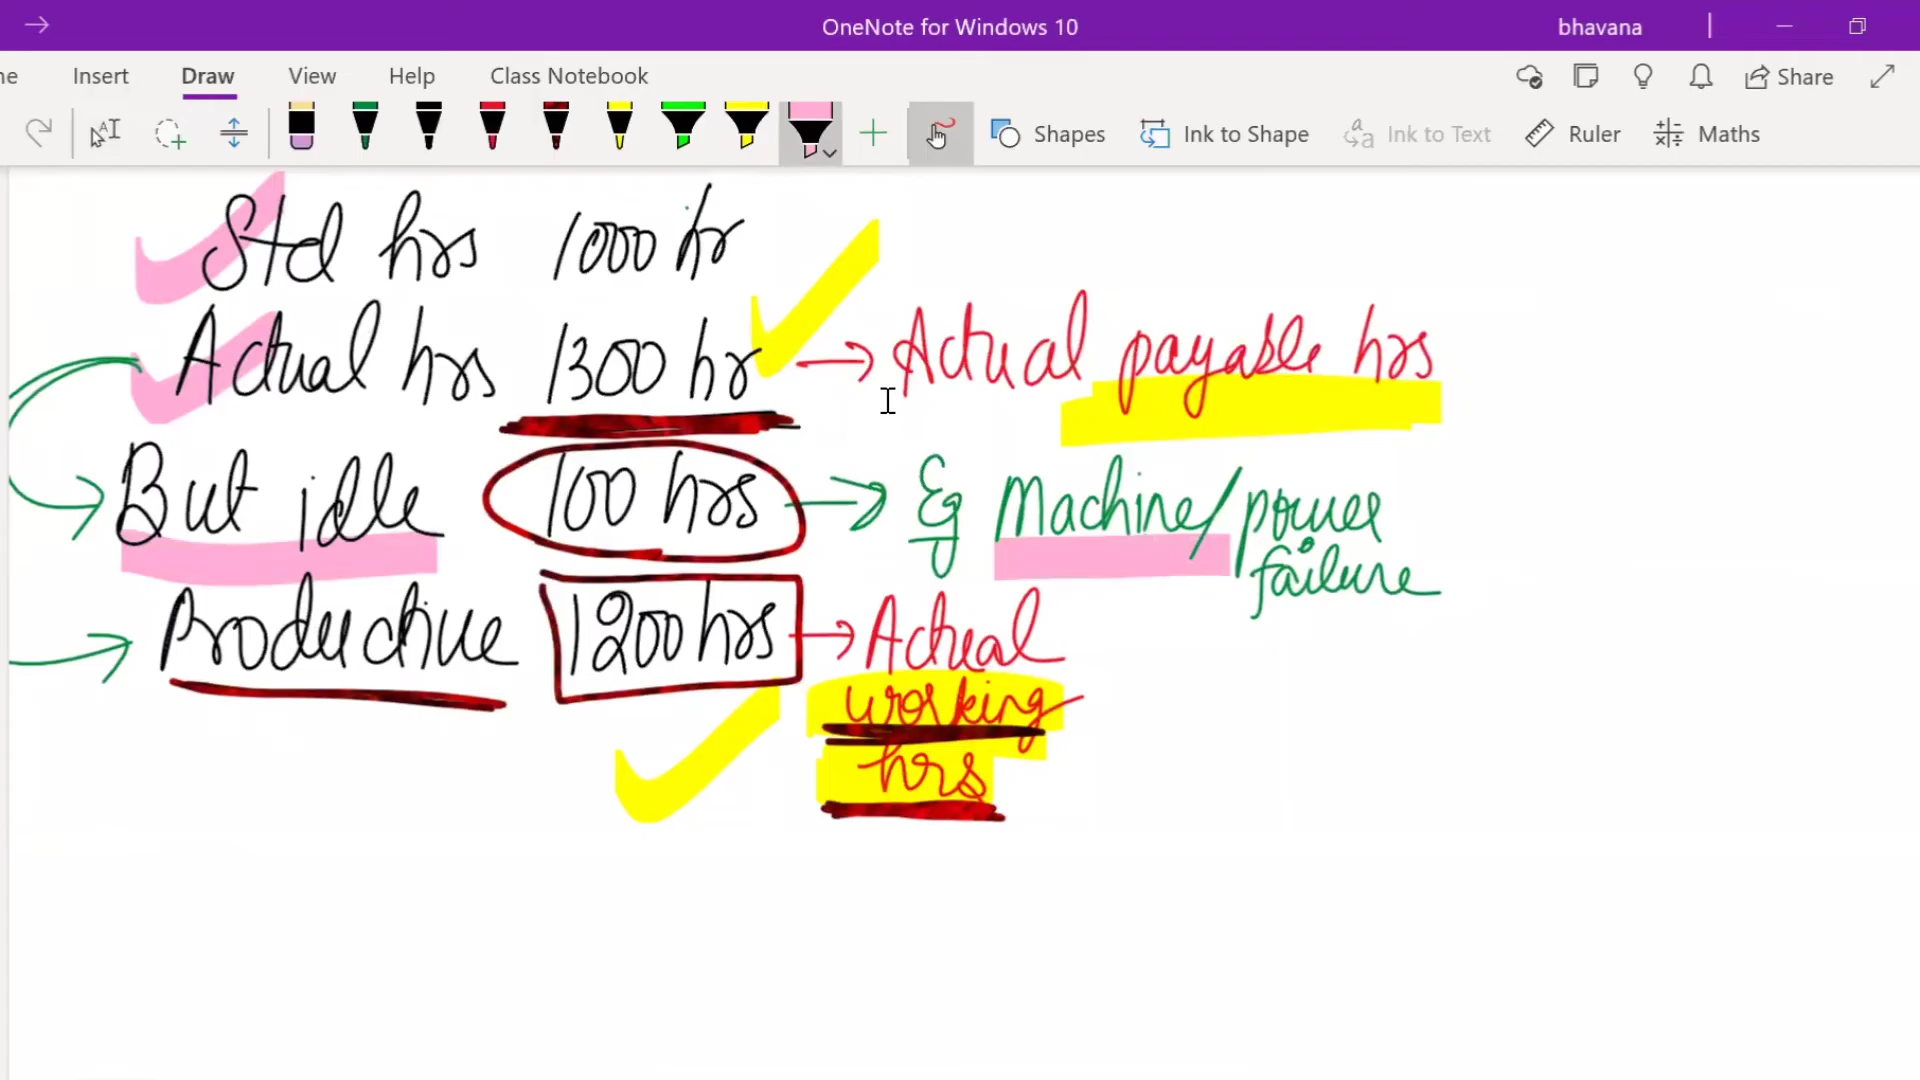 OneNote for Windows 10
bhavana
Insert Draw View Help Class Notebook
Share
Shapes Ink to Shape Ink to Text Ruler Maths
Std hrs 1000 hr
Actual hrs 1300 hr → Actual payable hrs
But idle 100 hrs → Eg Machine/power
failure
Productive 1200 hrs → Actual
working
hrs